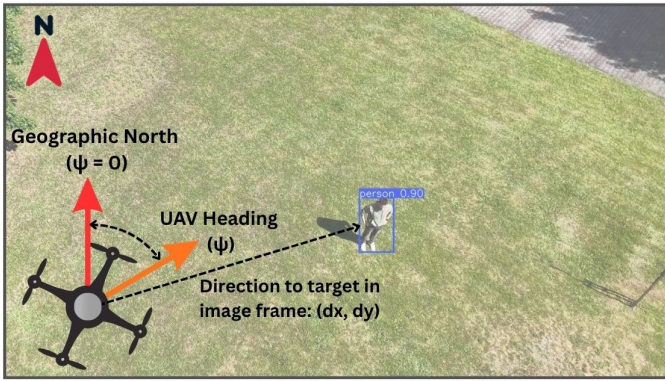 N
Geographic North
(ψ = 0)
person 0.90
UAV Heading
(ψ)
Direction to target in
image frame: (dx, dy)